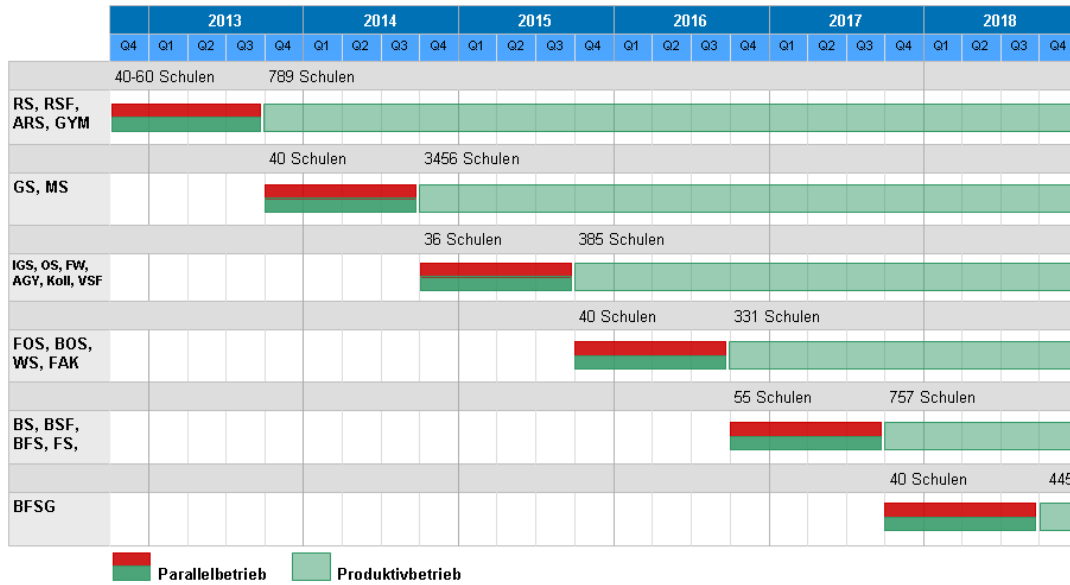 2013 2014 2015 2016 2017 2018
Q4 Q1 Q2 Q3 Q4 Q1 Q2 Q3 Q4 Q1 Q2 Q3 Q4 Q1 Q2 Q3 Q4 Q1 Q2 Q3 Q4 Q1 Q2 Q3 Q4
40-60 Schulen 789 Schulen
RS, RSF,
ARS, GYM
40 Schulen 3456 Schulen
GS, MS
36 Schulen 385 Schulen
IGS, OS, FW,
AGY, Koll, VSF
40 Schulen 331 Schulen
FOS, BOS,
WS, FAK
55 Schulen 757 Schulen
BS, BSF,
BFS, FS,
40 Schulen 445
BFSG
Parallelbetrieb Produktivbetrieb